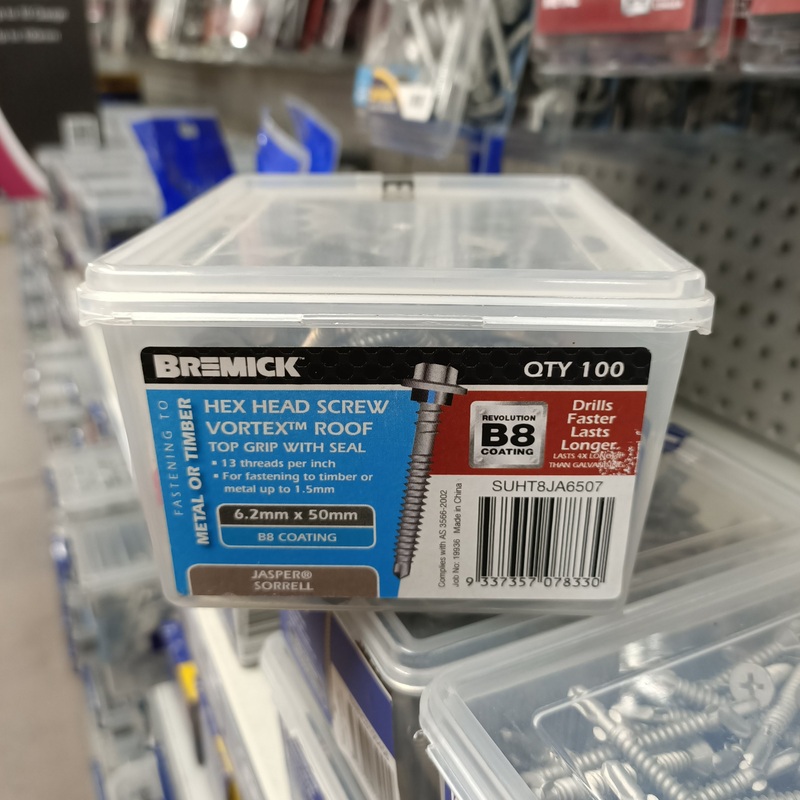 BREMICK™
QTY 100
FASTENING TO
METAL OR TIMBER
HEX HEAD SCREW
VORTEX™ ROOF
TOP GRIP WITH SEAL
• 13 threads per inch
• For fastening to timber or
metal up to 1.5mm
6.2mm x 50mm
B8 COATING
JASPER®
SORRELL
REVOLUTION
B8
COATING
Drills
Faster
Lasts
Longer
LASTS 4X LONGER
THAN
SUHT8JA6507
Complies with AS 3566-2002
Job No: 19936 Made in China
9 337357 078330